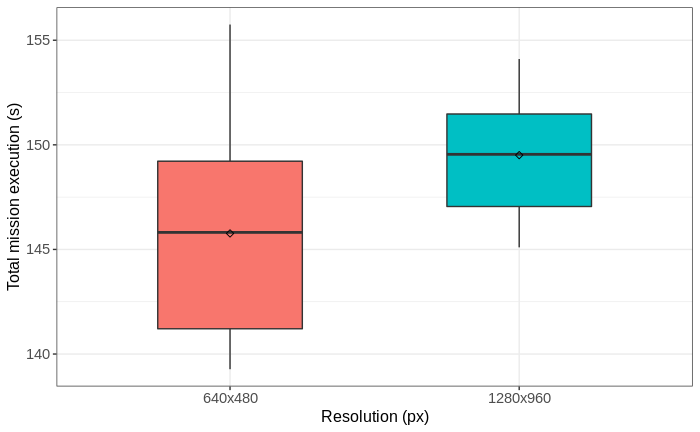 Total mission execution (s)
155
150
145
140
640x480
1280x960
Resolution (px)